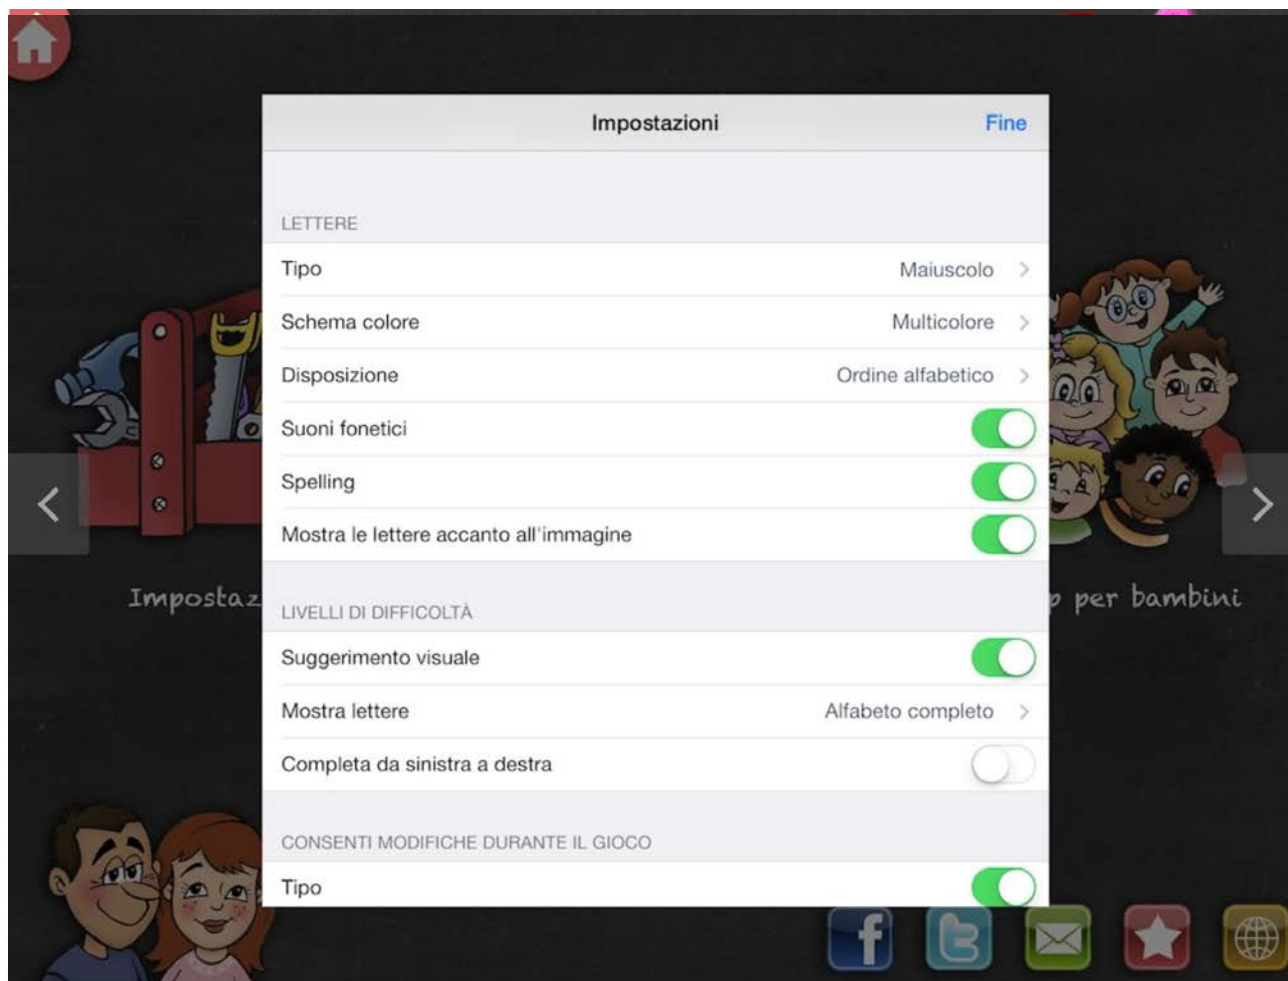 Impostazioni Fine
LETTERE
Tipo Maiuscolo
Schema colore Multicolore
Disposizione Ordine alfabetico
Suoni fonetici
Spelling
Mostra le lettere accanto all'immagine
Impostaz
per bambini
LIVELLI DI DIFFICOLTÀ
Suggerimento visuale
Mostra lettere Alfabeto completo
Completa da sinistra a destra
CONSENTI MODIFICHE DURANTE IL GIOCO
Tipo